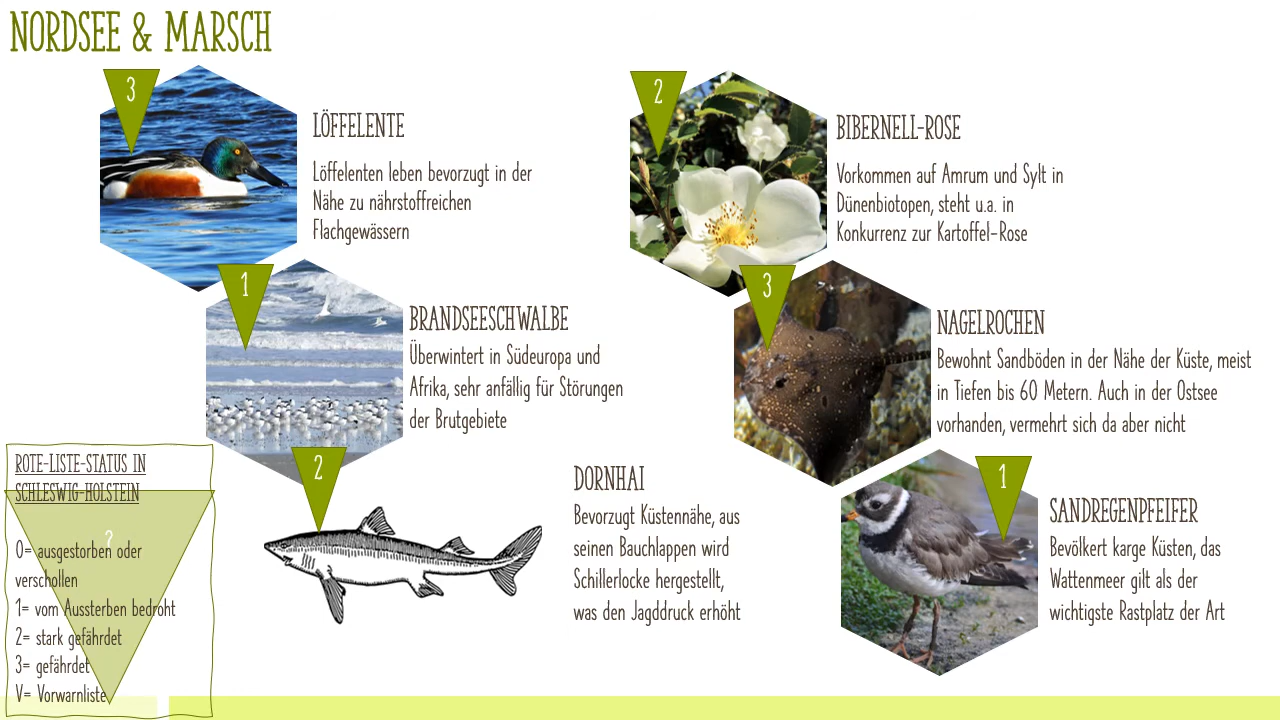 NORDSEE & MARSCH
3
LÖFFELENTE
Löffelenten leben bevorzugt in der
Nähe zu nährstoffreichen
Flachgewässern
1
BRANDSEESCHWALBE
Überwintert in Südeuropa und
Afrika, sehr anfällig für Störungen
der Brutgebiete
2
DORNHAI
Bevorzugt Küstennähe, aus
seinen Bauchlappen wird
Schillerlocke hergestellt,
was den Jagddruck erhöht
2
BIBERNELL-ROSE
Vorkommen auf Amrum und Sylt in
Dünenbiotopen, steht u.a. in
Konkurrenz zur Kartoffel-Rose
3
NAGELROCHEN
Bewohnt Sandböden in der Nähe der Küste, meist
in Tiefen bis 60 Metern. Auch in der Ostsee
vorhanden, vermehrt sich da aber nicht
1
SANDREGENPFEIFER
Bevölkert karge Küsten, das
Wattenmeer gilt als der
wichtigste Rastplatz der Art
ROTE-LISTE-STATUS IN
SCHLESWIG-HOLSTEIN
?
0= ausgestorben oder
verschollen
1= vom Aussterben bedroht
2= stark gefährdet
3= gefährdet
V= Vorwarnliste